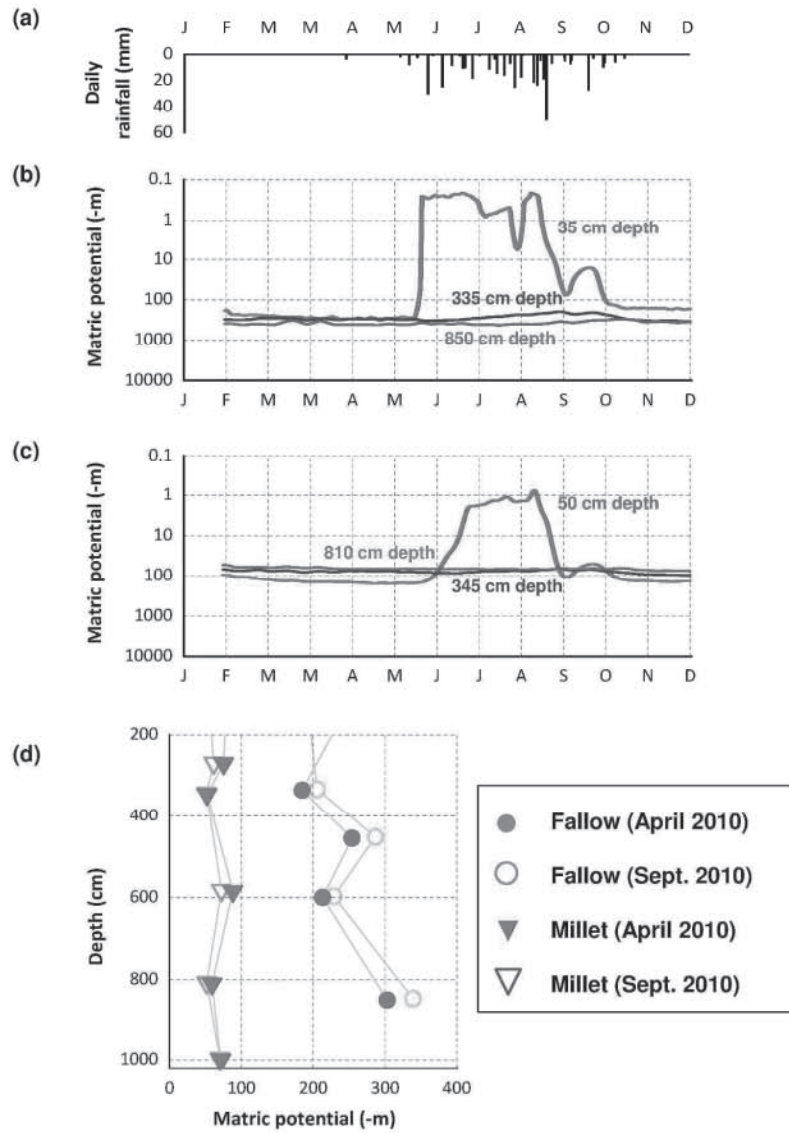 (a)
J F M M A M J J A S O N D
Daily
rainfall (mm)
0
20
40
60
(b)
Matric potential (-m)
0.1
1
10
100
1000
10000
35 cm depth
335 cm depth
850 cm depth
J F M M A M J J A S O N D
(c)
Matric potential (-m)
0.1
1
10
100
1000
10000
50 cm depth
810 cm depth
345 cm depth
J F M M A M J J A S O N D
(d)
Depth (cm)
200
400
600
800
1000
0 100 200 300 400
Matric potential (-m)
Fallow (April 2010)
Fallow (Sept. 2010)
Millet (April 2010)
Millet (Sept. 2010)